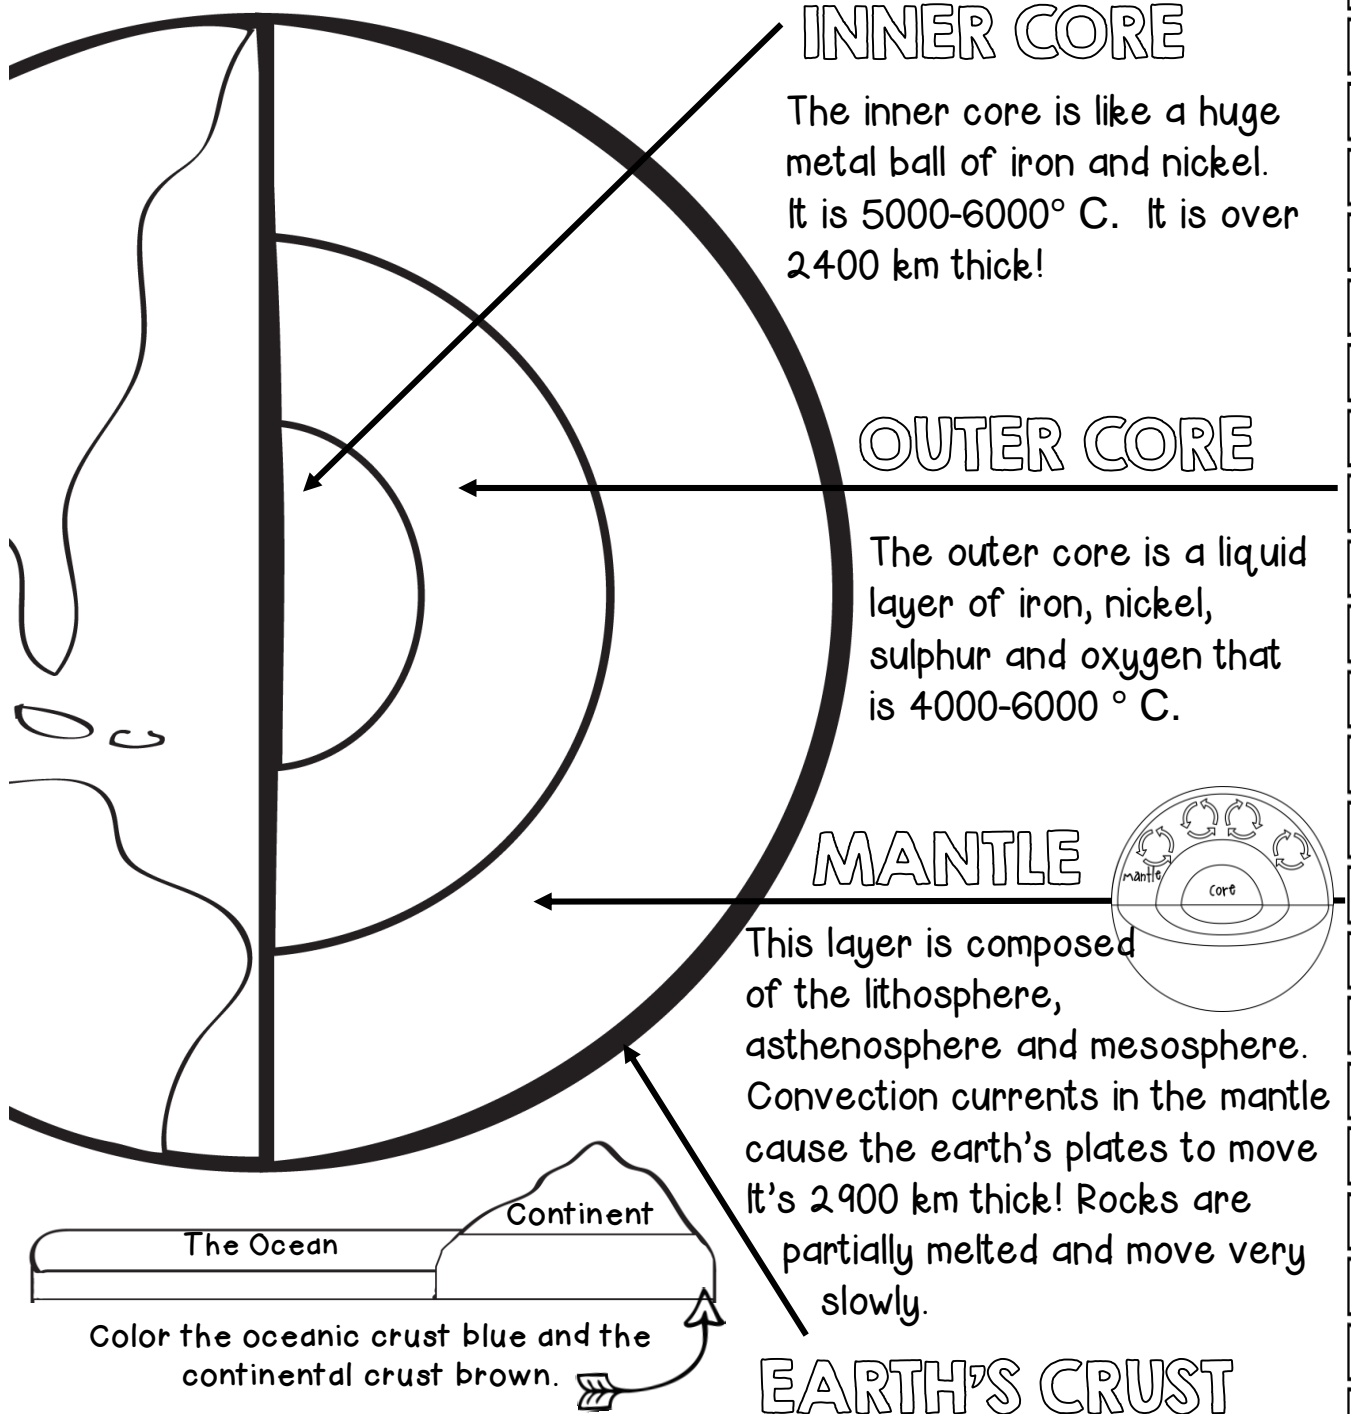 INNER CORE
The inner core is like a huge
metal ball of iron and nickel.
It is 5000-6000° C.  It is over
2400 km thick!
OUTER CORE
The outer core is a liquid
layer of iron, nickel,
sulphur and oxygen that
is 4000-6000 ° C.
MANTLE
mantle
core
This layer is composed
of the lithosphere,
asthenosphere and mesosphere.
Convection currents in the mantle
cause the earth's plates to move
It's 2900 km thick! Rocks are
partially melted and move very
slowly.
Continent
The Ocean
Color the oceanic crust blue and the
continental crust brown.
EARTH'S CRUST